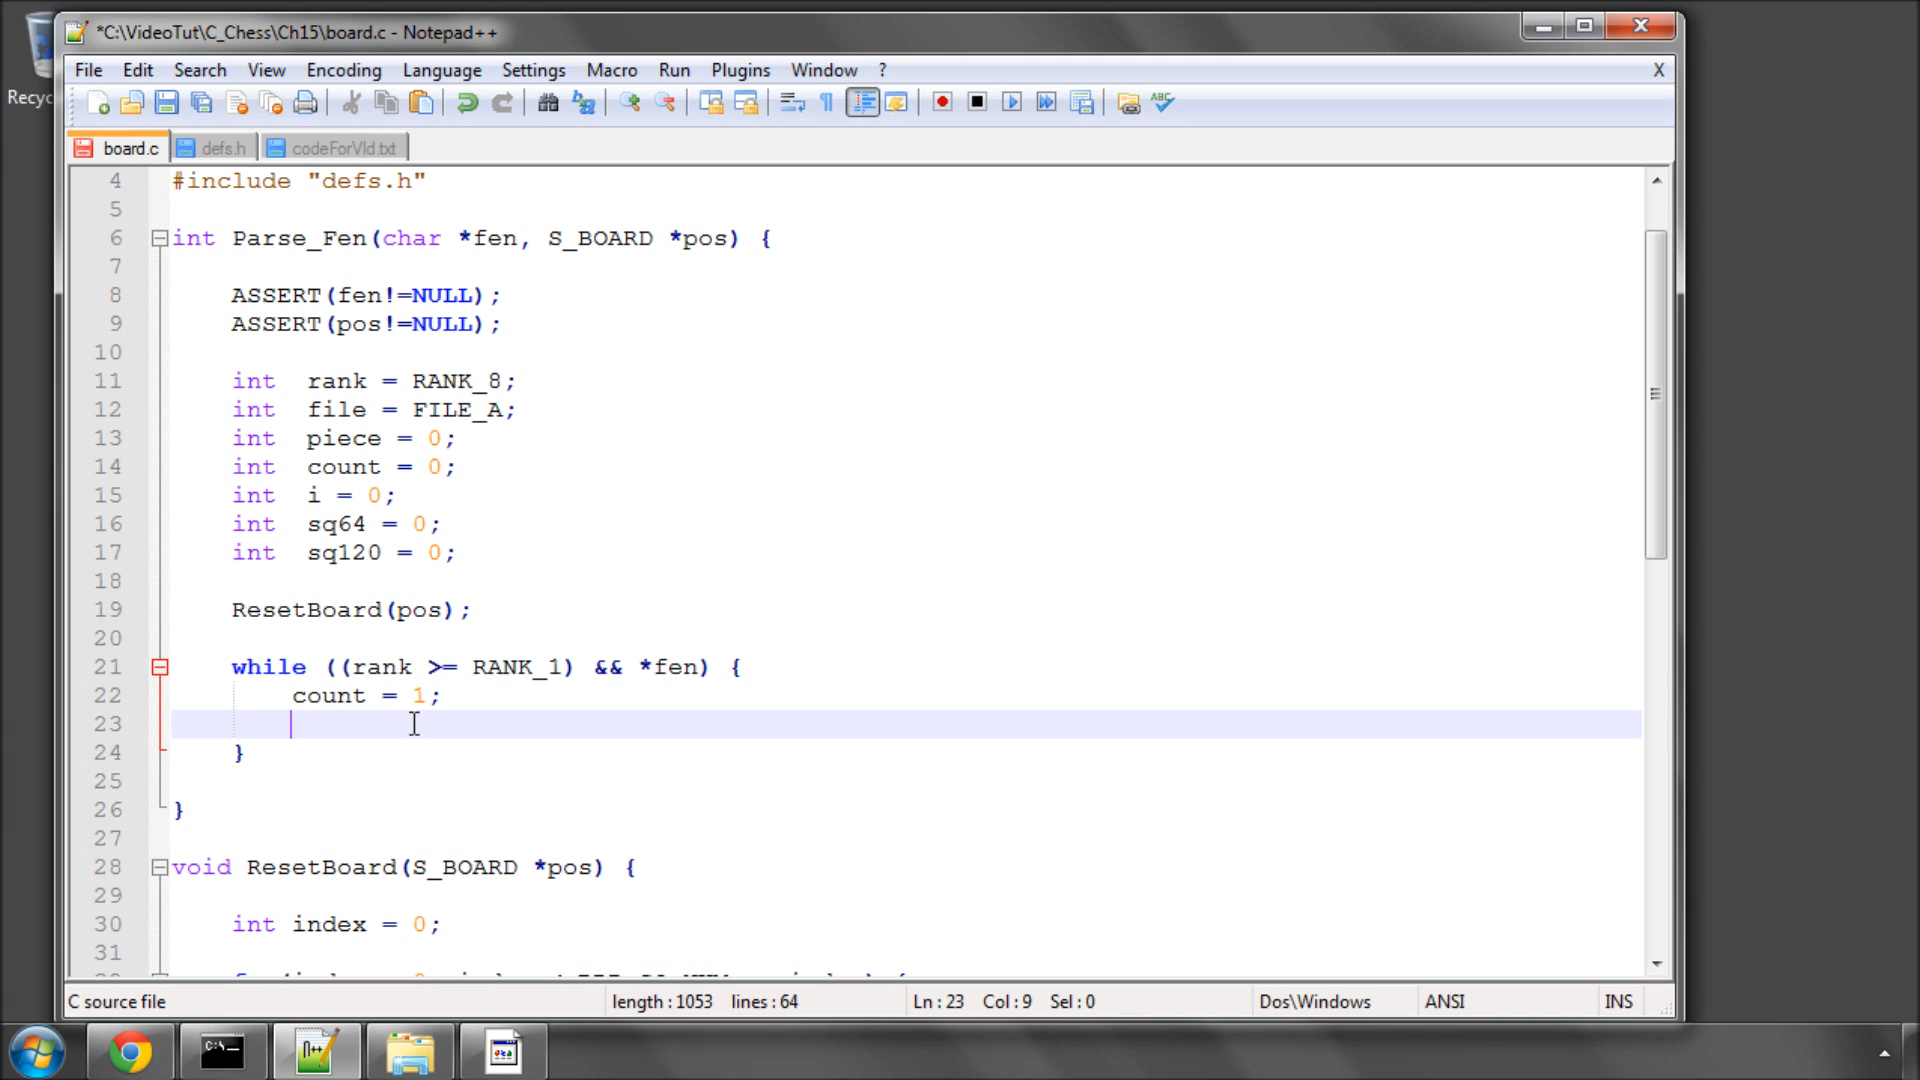 *C:\VideoTut\C_Chess\Ch15\board.c - Notepad++
Recyc
File Edit Search View Encoding Language Settings Macro Run Plugins Window ? X
board.c defs.h codeForVId.txt
4 #include "defs.h"
5
6 int Parse_Fen(char *fen, S_BOARD *pos) {
7
8 ASSERT(fen!=NULL);
9 ASSERT(pos!=NULL);
10
11 int rank = RANK_8;
12 int file = FILE_A;
13 int piece = 0;
14 int count = 0;
15 int i = 0;
16 int sq64 = 0;
17 int sq120 = 0;
18
19 ResetBoard(pos);
20
21 while ((rank >= RANK_1) && *fen) {
22 count = 1;
23
24 }
25
26 }
27
28 void ResetBoard(S_BOARD *pos) {
29
30 int index = 0;
31
C source file length : 1053 lines : 64 Ln : 23 Col : 9 Sel : 0 Dos\Windows ANSI INS